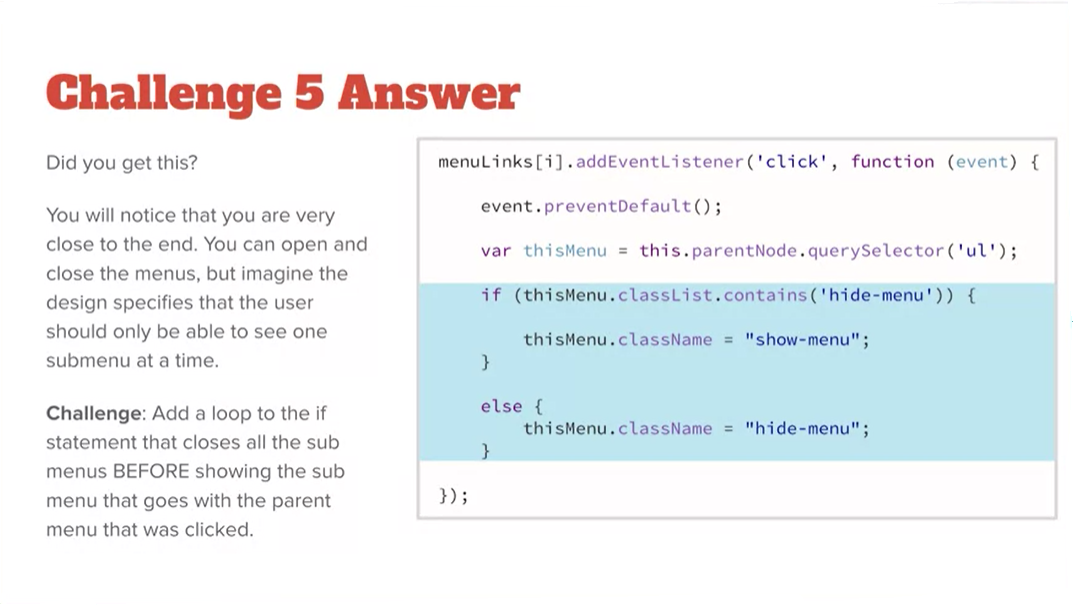 Challenge 5 Answer
Did you get this?
You will notice that you are very
close to the end. You can open and
close the menus, but imagine the
design specifies that the user
should only be able to see one
submenu at a time.
Challenge: Add a loop to the if
statement that closes all the sub
menus BEFORE showing the sub
menu that goes with the parent
menu that was clicked.
menuLinks[i].addEventListener('click', function (event) {
event.preventDefault();
var thisMenu = this.parentNode.querySelector('ul');
if (thisMenu.classList.contains('hide-menu')) {
thisMenu.className = "show-menu";
}
else {
thisMenu.className = "hide-menu";
}
});